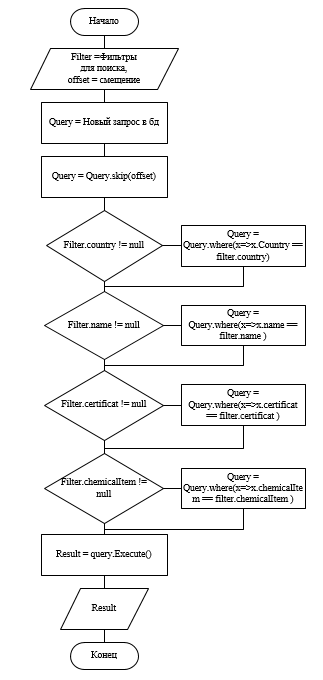 Начало
Filter =Фильтры
для поиска,
offset = смещение
Query = Новый запрос в бд
Query = Query.skip(offset)
Filter.country != null
Query =
Query.where(x=>x.Country ==
filter.country)
Filter.name != null
Query =
Query.where(x=>x.name ==
filter.name )
Filter.certificat != null
Query =
Query.where(x=>x.certificat
== filter.certificat )
Filter.chemicalItem !=
null
Query =
Query.where(x=>x.chemicalIte
m == filter.chemicalItem )
Result = query.Execute()
Result
Конец